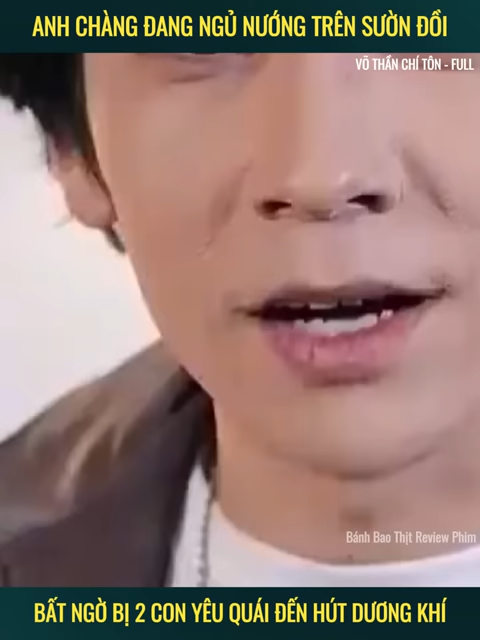 ANH CHÀNG ĐANG NGỦ NƯỚNG TRÊN SƯỜN ĐỒI
VÕ THẦN CHÍ TÔN - FULL
Bánh Bao Thịt Review Phim
BẤT NGỜ BỊ 2 CON YÊU QUÁI ĐẾN HÚT DƯƠNG KHÍ